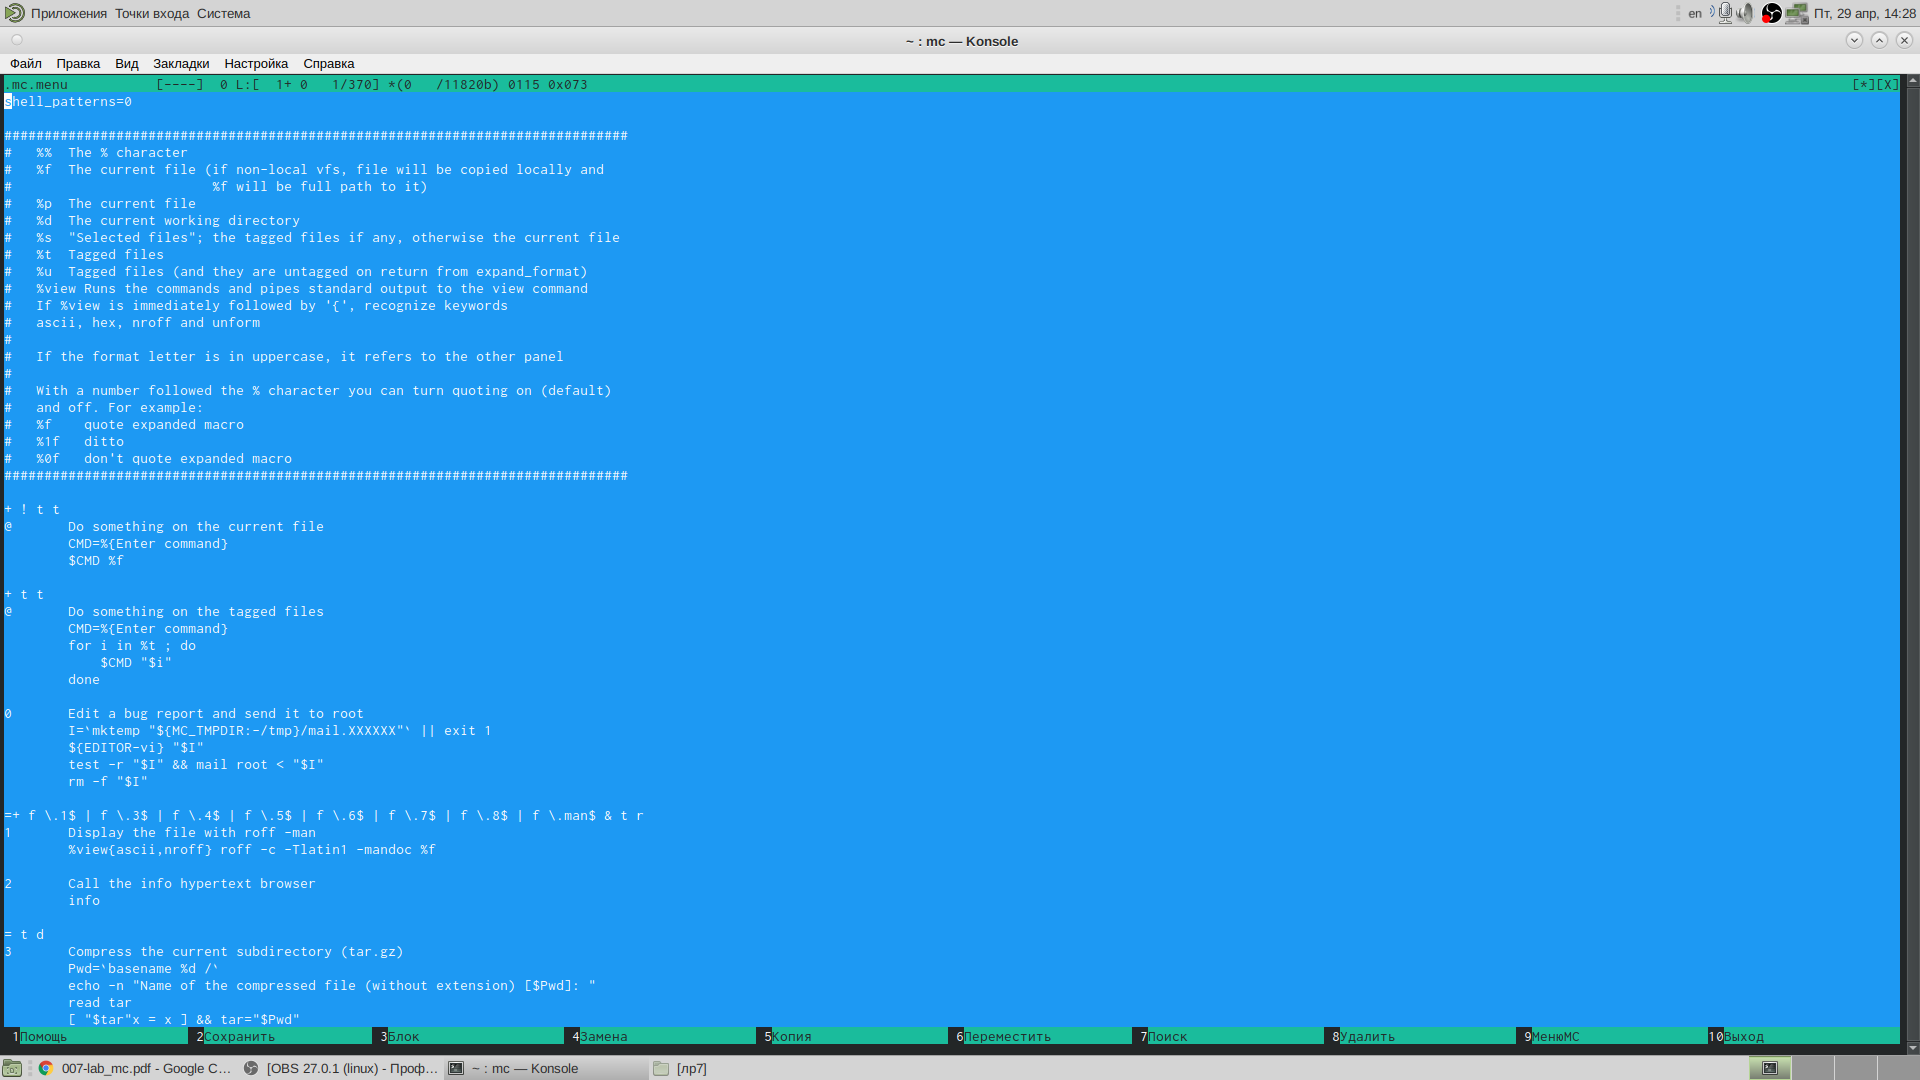 Приложения Точки входа Система
en Пт, 29 апр, 14:28
~ : mc — Konsole
Файл Правка Вид Закладки Настройка Справка
.mc.menu           [----]  0 L:[  1+ 0   1/370] *(0   /11820b) 0115 0x073 [*][X]
shell_patterns=0
##############################################################################
#   %%  The % character
#   %f  The current file (if non-local vfs, file will be copied locally and
#                         %f will be full path to it)
#   %p  The current file
#   %d  The current working directory
#   %s  "Selected files"; the tagged files if any, otherwise the current file
#   %t  Tagged files
#   %u  Tagged files (and they are untagged on return from expand_format)
#   %view Runs the commands and pipes standard output to the view command
#   If %view is immediately followed by '{', recognize keywords
#   ascii, hex, nroff and unform
#
#   If the format letter is in uppercase, it refers to the other panel
#
#   With a number followed the % character you can turn quoting on (default)
#   and off. For example:
#   %f    quote expanded macro
#   %1f   ditto
#   %0f   don't quote expanded macro
##############################################################################
+ ! t t
@       Do something on the current file
        CMD=%{Enter command}
        $CMD %f
+ t t
@       Do something on the tagged files
        CMD=%{Enter command}
        for i in %t ; do
            $CMD "$i"
        done
0       Edit a bug report and send it to root
        I=`mktemp "${MC_TMPDIR:-/tmp}/mail.XXXXXX"` || exit 1
        ${EDITOR-vi} "$I"
        test -r "$I" && mail root < "$I"
        rm -f "$I"
=+ f \.1$ | f \.3$ | f \.4$ | f \.5$ | f \.6$ | f \.7$ | f \.8$ | f \.man$ & t r
1       Display the file with roff -man
        %view{ascii,nroff} roff -c -Tlatin1 -mandoc %f
2       Call the info hypertext browser
        info
= t d
3       Compress the current subdirectory (tar.gz)
        Pwd=`basename %d /`
        echo -n "Name of the compressed file (without extension) [$Pwd]: "
        read tar
        [ "$tar"x = x ] && tar="$Pwd"
1Помощь 2Сохранить 3Блок 4Замена 5Копия 6Переместить 7Поиск 8Удалить 9МенюMC 10Выход
007-lab_mc.pdf - Google C... [OBS 27.0.1 (linux) - Проф... ~ : mc — Konsole [лр7]